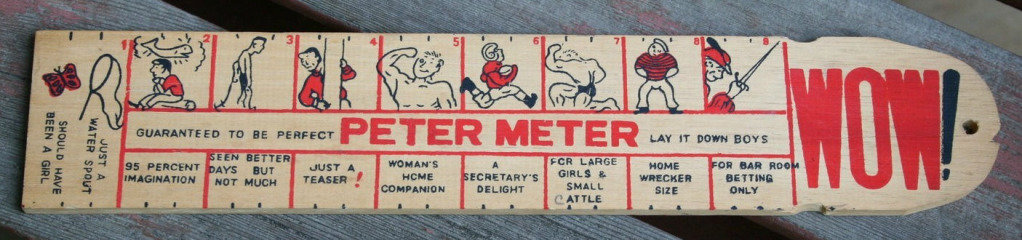 1 2 3 4 5 6 7 8 9
JUST A
WATER SPOUT
SHOULD HAVE
BEEN A GIRL
GUARANTEED TO BE PERFECT PETER METER LAY IT DOWN BOYS
95 PERCENT
IMAGINATION
SEEN BETTER
DAYS BUT
NOT MUCH
JUST A
TEASER!
WOMAN'S
HOME
COMPANION
A
SECRETARY'S
DELIGHT
FOR LARGE
GIRLS &
SMALL
CATTLE
HOME
WRECKER
SIZE
FOR BAR ROOM
BETTING
ONLY
WOW!